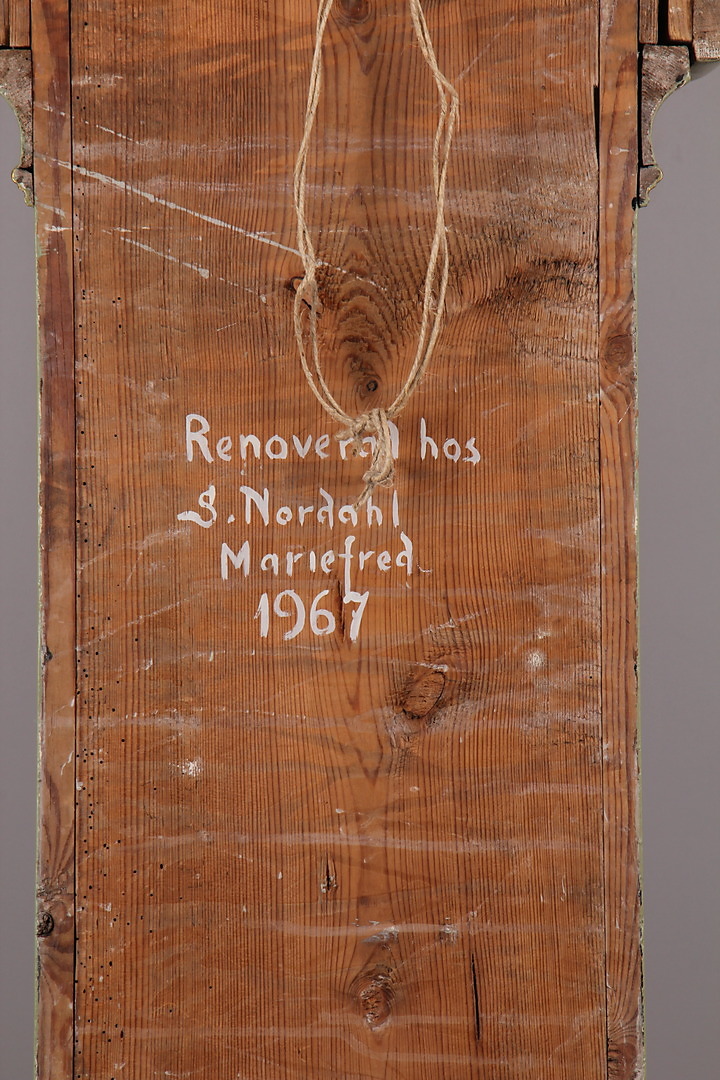 Renoverad hos
S. Nordahl
Mariefred
1967